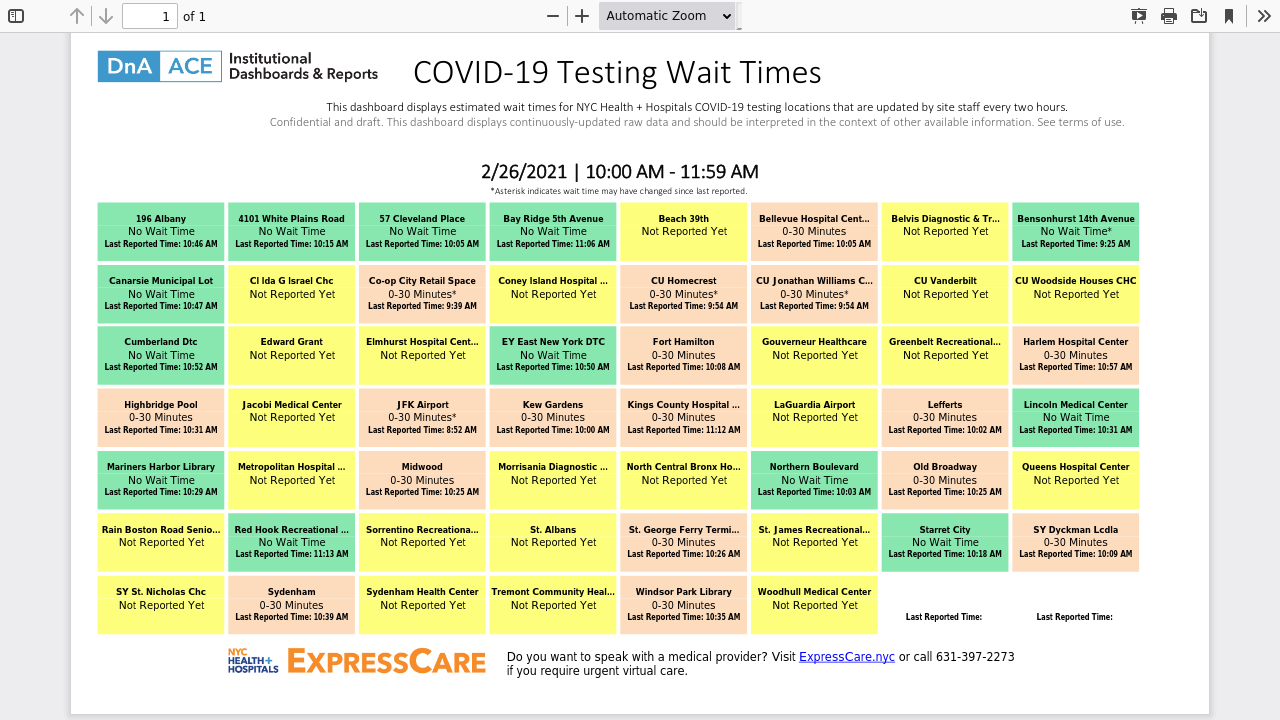 1 of 1 Automatic Zoom
DnA ACE Institutional
Dashboards & Reports
COVID-19 Testing Wait Times
This dashboard displays estimated wait times for NYC Health + Hospitals COVID-19 testing locations that are updated by site staff every two hours.
Confidential and draft. This dashboard displays continuously-updated raw data and should be interpreted in the context of other available information. See terms of use.
2/26/2021 | 10:00 AM - 11:59 AM
*Asterisk indicates wait time may have changed since last reported.
196 Albany
No Wait Time
Last Reported Time: 10:46 AM
4101 White Plains Road
No Wait Time
Last Reported Time: 10:15 AM
57 Cleveland Place
No Wait Time
Last Reported Time: 10:05 AM
Bay Ridge 5th Avenue
No Wait Time
Last Reported Time: 11:06 AM
Beach 39th
Not Reported Yet
Bellevue Hospital Cent...
0-30 Minutes
Last Reported Time: 10:05 AM
Belvis Diagnostic & Tr...
Not Reported Yet
Bensonhurst 14th Avenue
No Wait Time*
Last Reported Time: 9:25 AM
Canarsie Municipal Lot
No Wait Time
Last Reported Time: 10:47 AM
CI Ida G Israel Chc
Not Reported Yet
Co-op City Retail Space
0-30 Minutes*
Last Reported Time: 9:39 AM
Coney Island Hospital ...
Not Reported Yet
CU Homecrest
0-30 Minutes*
Last Reported Time: 9:54 AM
CU Jonathan Williams C...
0-30 Minutes*
Last Reported Time: 9:54 AM
CU Vanderbilt
Not Reported Yet
CU Woodside Houses CHC
Not Reported Yet
Cumberland Dtc
No Wait Time
Last Reported Time: 10:52 AM
Edward Grant
Not Reported Yet
Elmhurst Hospital Cent...
Not Reported Yet
EY East New York DTC
No Wait Time
Last Reported Time: 10:50 AM
Fort Hamilton
0-30 Minutes
Last Reported Time: 10:08 AM
Gouverneur Healthcare
Not Reported Yet
Greenbelt Recreational...
Not Reported Yet
Harlem Hospital Center
0-30 Minutes
Last Reported Time: 10:57 AM
Highbridge Pool
0-30 Minutes
Last Reported Time: 10:31 AM
Jacobi Medical Center
Not Reported Yet
JFK Airport
0-30 Minutes*
Last Reported Time: 8:52 AM
Kew Gardens
0-30 Minutes
Last Reported Time: 10:00 AM
Kings County Hospital ...
0-30 Minutes
Last Reported Time: 11:12 AM
LaGuardia Airport
Not Reported Yet
Lefferts
0-30 Minutes
Last Reported Time: 10:02 AM
Lincoln Medical Center
No Wait Time
Last Reported Time: 10:31 AM
Mariners Harbor Library
No Wait Time
Last Reported Time: 10:29 AM
Metropolitan Hospital ...
Not Reported Yet
Midwood
0-30 Minutes
Last Reported Time: 10:25 AM
Morrisania Diagnostic ...
Not Reported Yet
North Central Bronx Ho...
Not Reported Yet
Northern Boulevard
No Wait Time
Last Reported Time: 10:03 AM
Old Broadway
0-30 Minutes
Last Reported Time: 10:25 AM
Queens Hospital Center
Not Reported Yet
Rain Boston Road Senio...
Not Reported Yet
Red Hook Recreational ...
No Wait Time
Last Reported Time: 11:13 AM
Sorrentino Recreationa...
Not Reported Yet
St. Albans
Not Reported Yet
St. George Ferry Termi...
0-30 Minutes
Last Reported Time: 10:26 AM
St. James Recreational...
Not Reported Yet
Starret City
No Wait Time
Last Reported Time: 10:18 AM
SY Dyckman Lcdla
0-30 Minutes
Last Reported Time: 10:09 AM
SY St. Nicholas Chc
Not Reported Yet
Sydenham
0-30 Minutes
Last Reported Time: 10:39 AM
Sydenham Health Center
Not Reported Yet
Tremont Community Heal...
Not Reported Yet
Windsor Park Library
0-30 Minutes
Last Reported Time: 10:35 AM
Woodhull Medical Center
Not Reported Yet
Last Reported Time:
Last Reported Time:
NYC
HEALTH+
HOSPITALS
EXPRESSCARE
Do you want to speak with a medical provider? Visit ExpressCare.nyc or call 631-397-2273
if you require urgent virtual care.